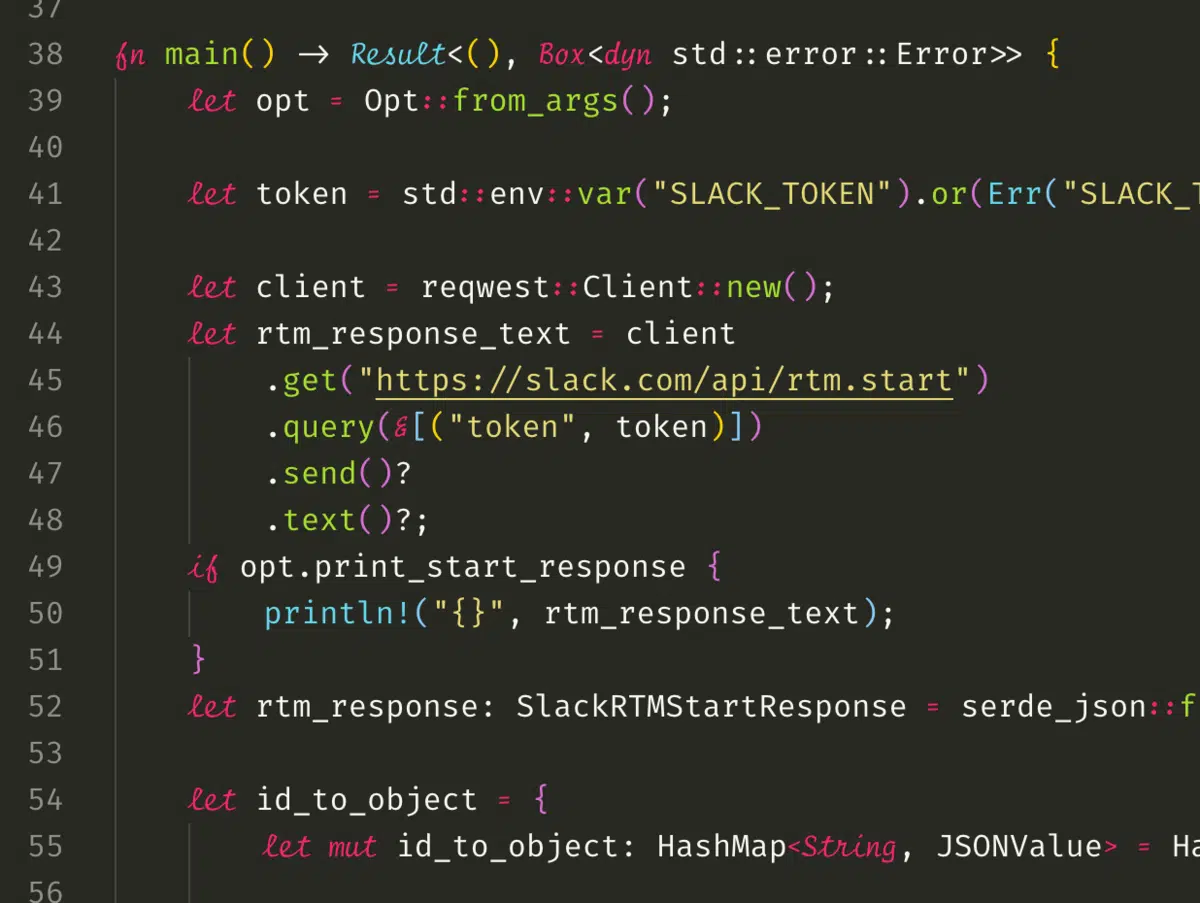 37
38 fn main() -> Result<(), Box<dyn std::error::Error>> {
39 let opt = Opt::from_args();
40
41 let token = std::env::var("SLACK_TOKEN").or(Err("SLACK_
42
43 let client = reqwest::Client::new();
44 let rtm_response_text = client
45 .get("https://slack.com/api/rtm.start")
46 .query(&[("token", token)])
47 .send()?
48 .text()?;
49 if opt.print_start_response {
50 println!("{}", rtm_response_text);
51 }
52 let rtm_response: SlackRTMStartResponse = serde_json::f
53
54 let id_to_object = {
55 let mut id_to_object: HashMap<String, JSONValue> = Ha
56